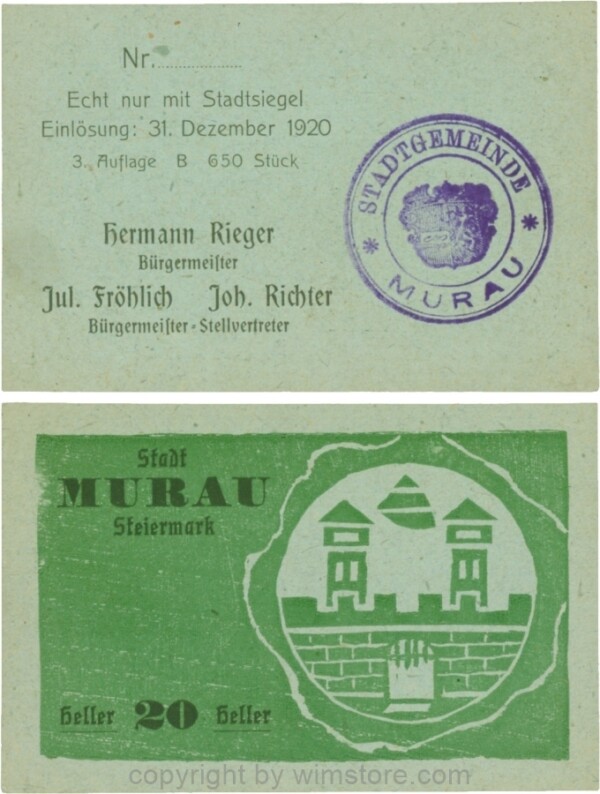 Nr...................
Echt nur mit Stadtsiegel
Einlösung: 31. Dezember 1920
3. Auflage B 650 Stück
STADTGEMEINDE
* MURAU *
Hermann Rieger
Bürgermeiſter
Jul. Fröhlich Joh. Richter
Bürgermeiſter-Stellvertreter
Stadt
MURAU
Steiermark
Heller 20 Heller
copyright by wimstore.com